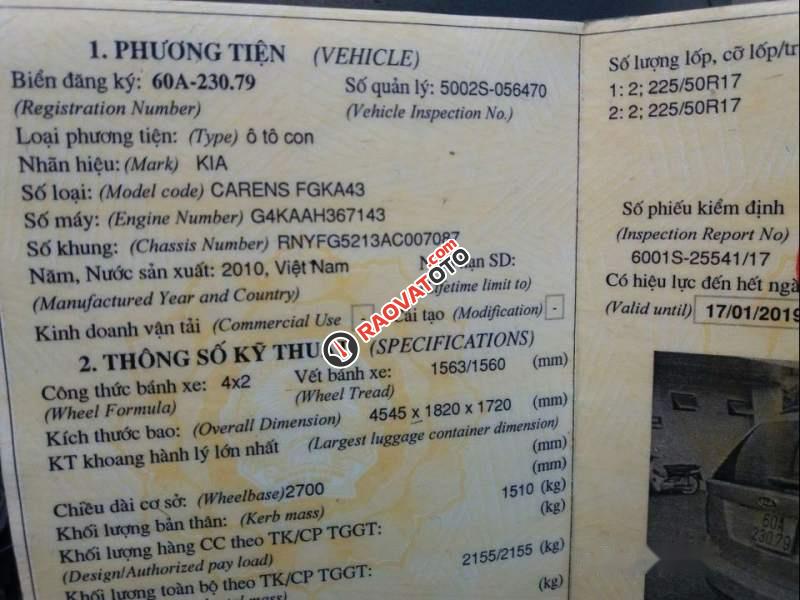 1. PHƯƠNG TIỆN (VEHICLE)
Biển đăng ký: 60A-230.79 Số quản lý: 5002S-056470
(Registration Number) (Vehicle Inspection No.)
Loại phương tiện: (Type) ô tô con
Nhãn hiệu: (Mark) KIA
Số loại: (Model code) CARENS FGKA43
Số máy: (Engine Number) G4KAAH367143
Số khung: (Chassis Number) RNYFG5213AC007087
Năm, Nước sản xuất: 2010, Việt Nam hạn SD:
(Manufactured Year and Country) (Lifetime limit to)
Kinh doanh vận tải (Commercial Use - Cải tạo (Modification) -
2. THÔNG SỐ KỸ THUẬT (SPECIFICATIONS)
Công thức bánh xe: 4x2 Vết bánh xe: 1563/1560 (mm)
(Wheel Formula) (Wheel Tread)
Kích thước bao: (Overall Dimension) 4545 x 1820 x 1720 (mm)
KT khoang hành lý lớn nhất (Largest luggage container dimension)
(mm)
Chiều dài cơ sở: (Wheelbase) 2700 (mm)
Khối lượng bản thân: (Kerb mass) 1510 (kg)
Khối lượng hàng CC theo TK/CP TGGT: (kg)
(Design/Authorized pay load)
Khối lượng toàn bộ theo TK/CP TGGT: 2155/2155 (kg)
(kg)
Số lượng lốp, cỡ lốp/tr
1: 2; 225/50R17
2: 2; 225/50R17
Số phiếu kiểm định
(Inspection Report No)
6001S-25541/17
Có hiệu lực đến hết ngà
(Valid until) 17/01/2019
RAOVATOTO.COM
60A
230.79